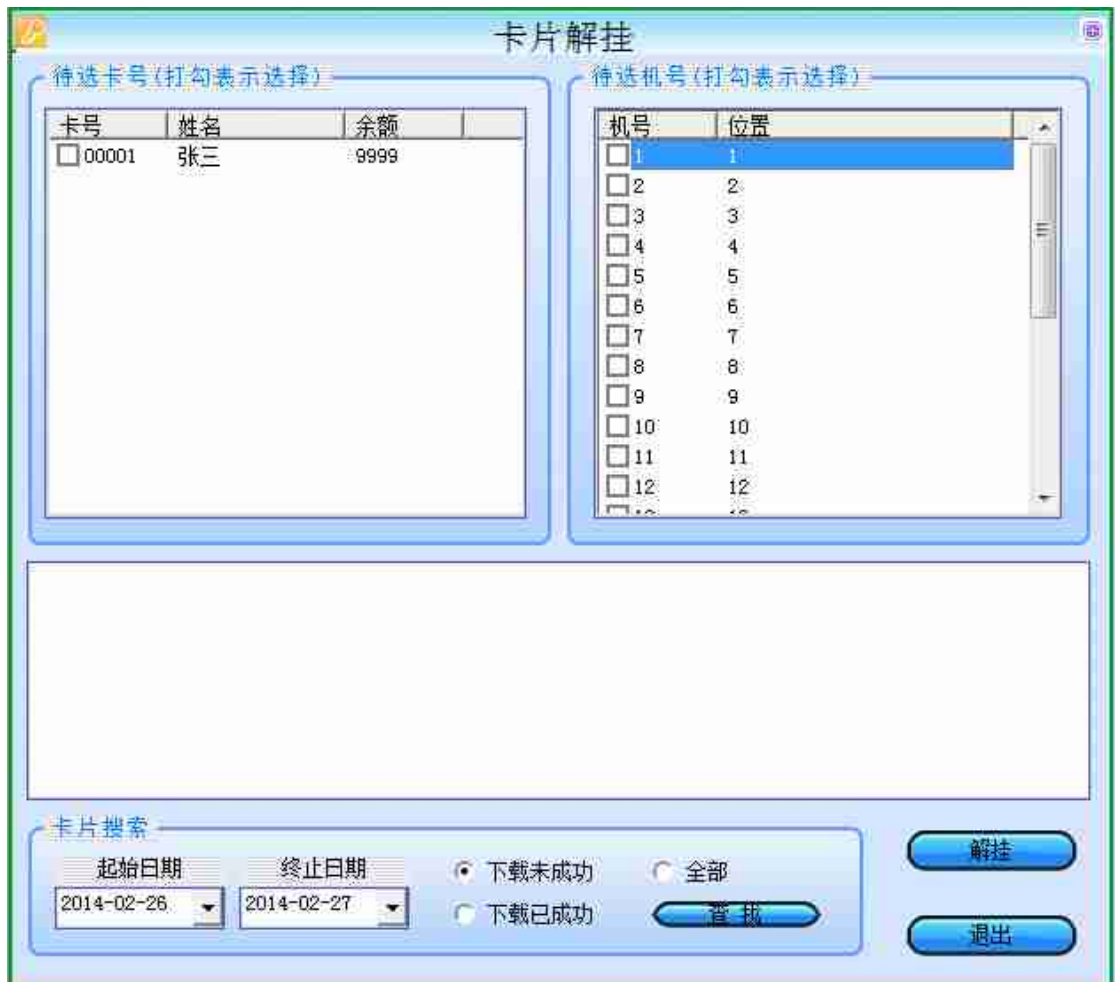 卡片解挂
待选卡号(打勾表示选择)
卡号 姓名 余额
00001 张三 9999
待选机号(打勾表示选择)
机号 位置
1 1
2 2
3 3
4 4
5 5
6 6
7 7
8 8
9 9
10 10
11 11
12 12
卡片搜索
起始日期 终止日期
2014-02-26 2014-02-27
下载未成功 全部
下载已成功 查 找
解挂
退出